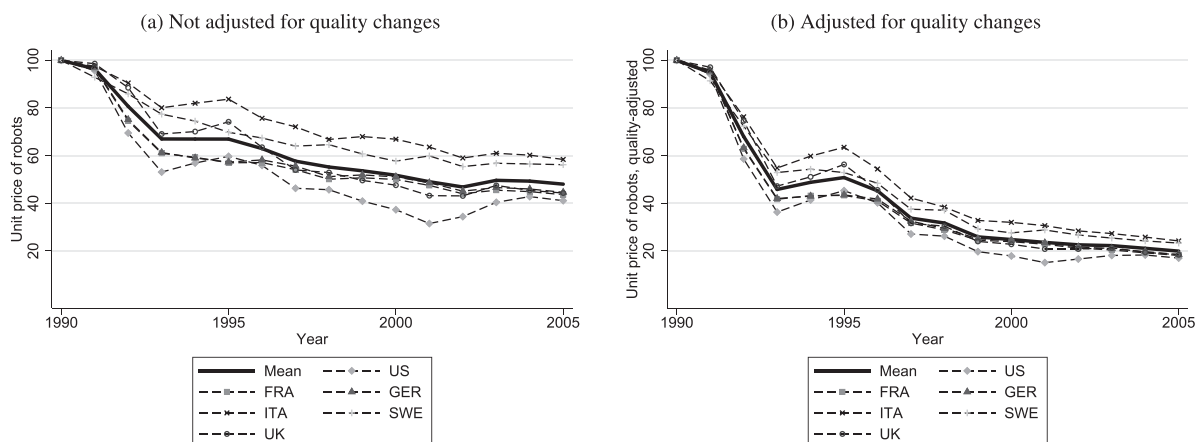 (a) Not adjusted for quality changes
Unit price of robots
100
80
60
40
20
1990
1995
2000
2005
Year
Mean
US
FRA
GER
ITA
SWE
UK
(b) Adjusted for quality changes
Unit price of robots, quality-adjusted
100
80
60
40
20
1990
1995
2000
2005
Year
Mean
US
FRA
GER
ITA
SWE
UK